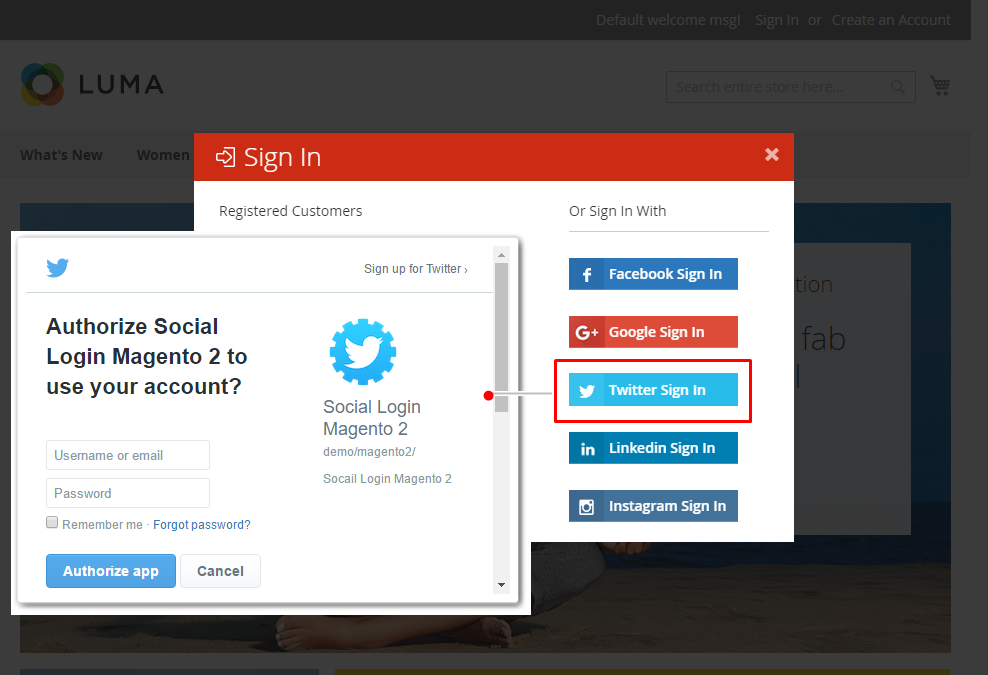 Default welcome msg! Sign In or Create an Account
LUMA
Search entire store here...
What's New Women
Sign In
Registered Customers
Or Sign In With
Facebook Sign In
G+ Google Sign In
Twitter Sign In
in Linkedin Sign In
Instagram Sign In
Sign up for Twitter ›
Authorize Social
Login Magento 2 to
use your account?
Username or email
Password
Remember me · Forgot password?
Authorize app Cancel
Social Login
Magento 2
demo/magento2/
Socail Login Magento 2
tion
fab